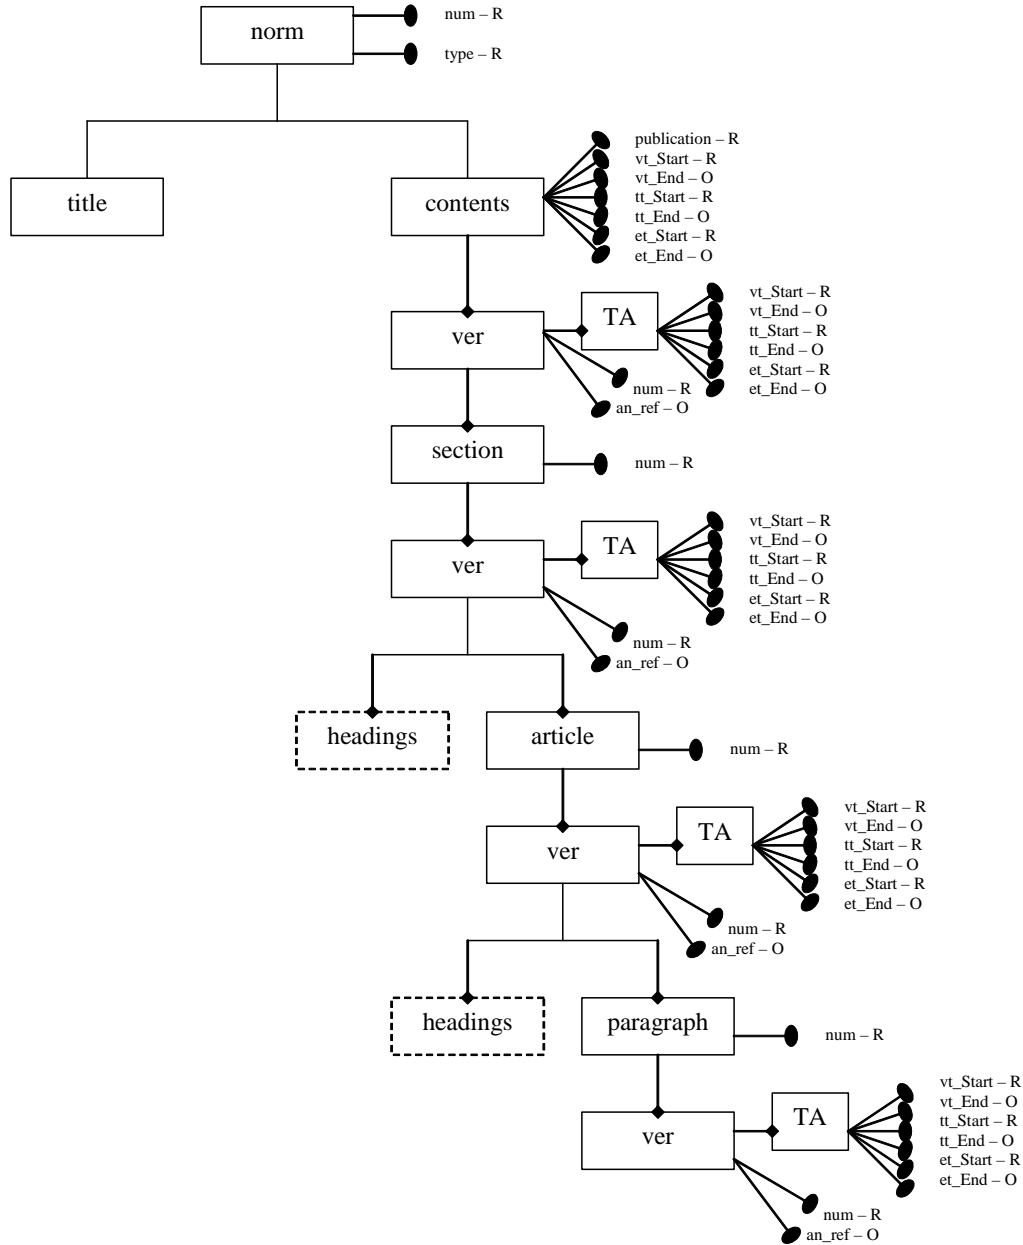 norm
num – R
type – R
title
contents
publication – R
vt_Start – R
vt_End – O
tt_Start – R
tt_End – O
et_Start – R
et_End – O
ver
TA
vt_Start – R
vt_End – O
tt_Start – R
tt_End – O
et_Start – R
et_End – O
num – R
an_ref – O
section
num – R
ver
TA
vt_Start – R
vt_End – O
tt_Start – R
tt_End – O
et_Start – R
et_End – O
num – R
an_ref – O
headings
article
num – R
ver
TA
vt_Start – R
vt_End – O
tt_Start – R
tt_End – O
et_Start – R
et_End – O
num – R
an_ref – O
headings
paragraph
num – R
ver
TA
vt_Start – R
vt_End – O
tt_Start – R
tt_End – O
et_Start – R
et_End – O
num – R
an_ref – O